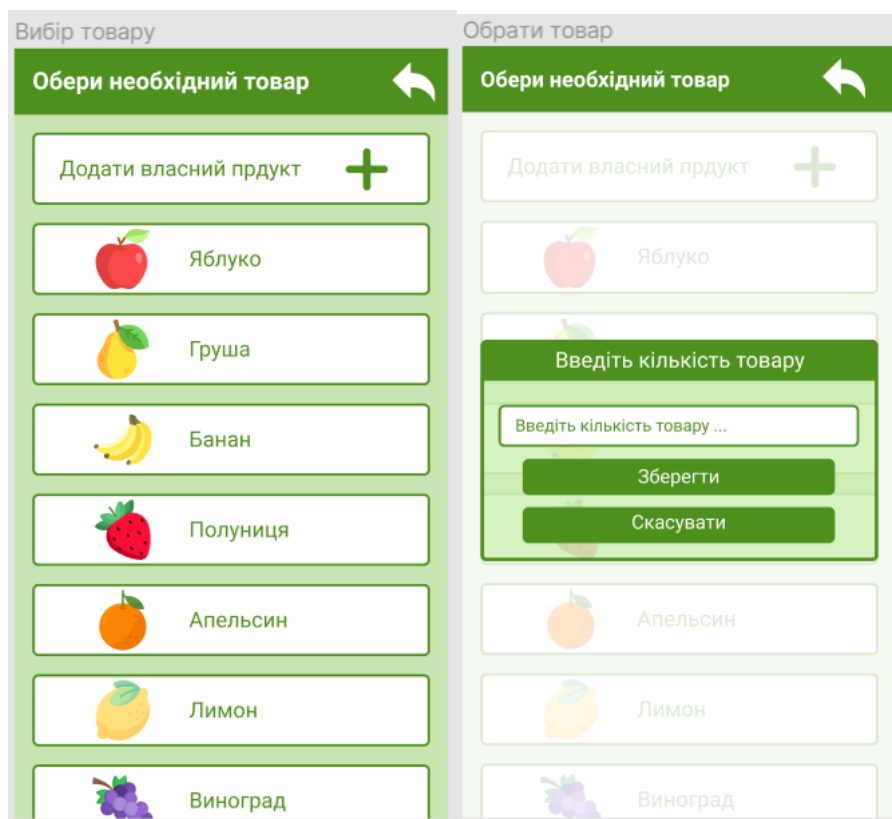 Вибір товару
Обери необхідний товар
Додати власний прдукт
Яблуко
Груша
Банан
Полуниця
Апельсин
Лимон
Виноград
Обрати товар
Обери необхідний товар
Додати власний прдукт
Яблуко
Введіть кількість товару
Введіть кількість товару ...
Зберегти
Скасувати
Апельсин
Лимон
Виноград